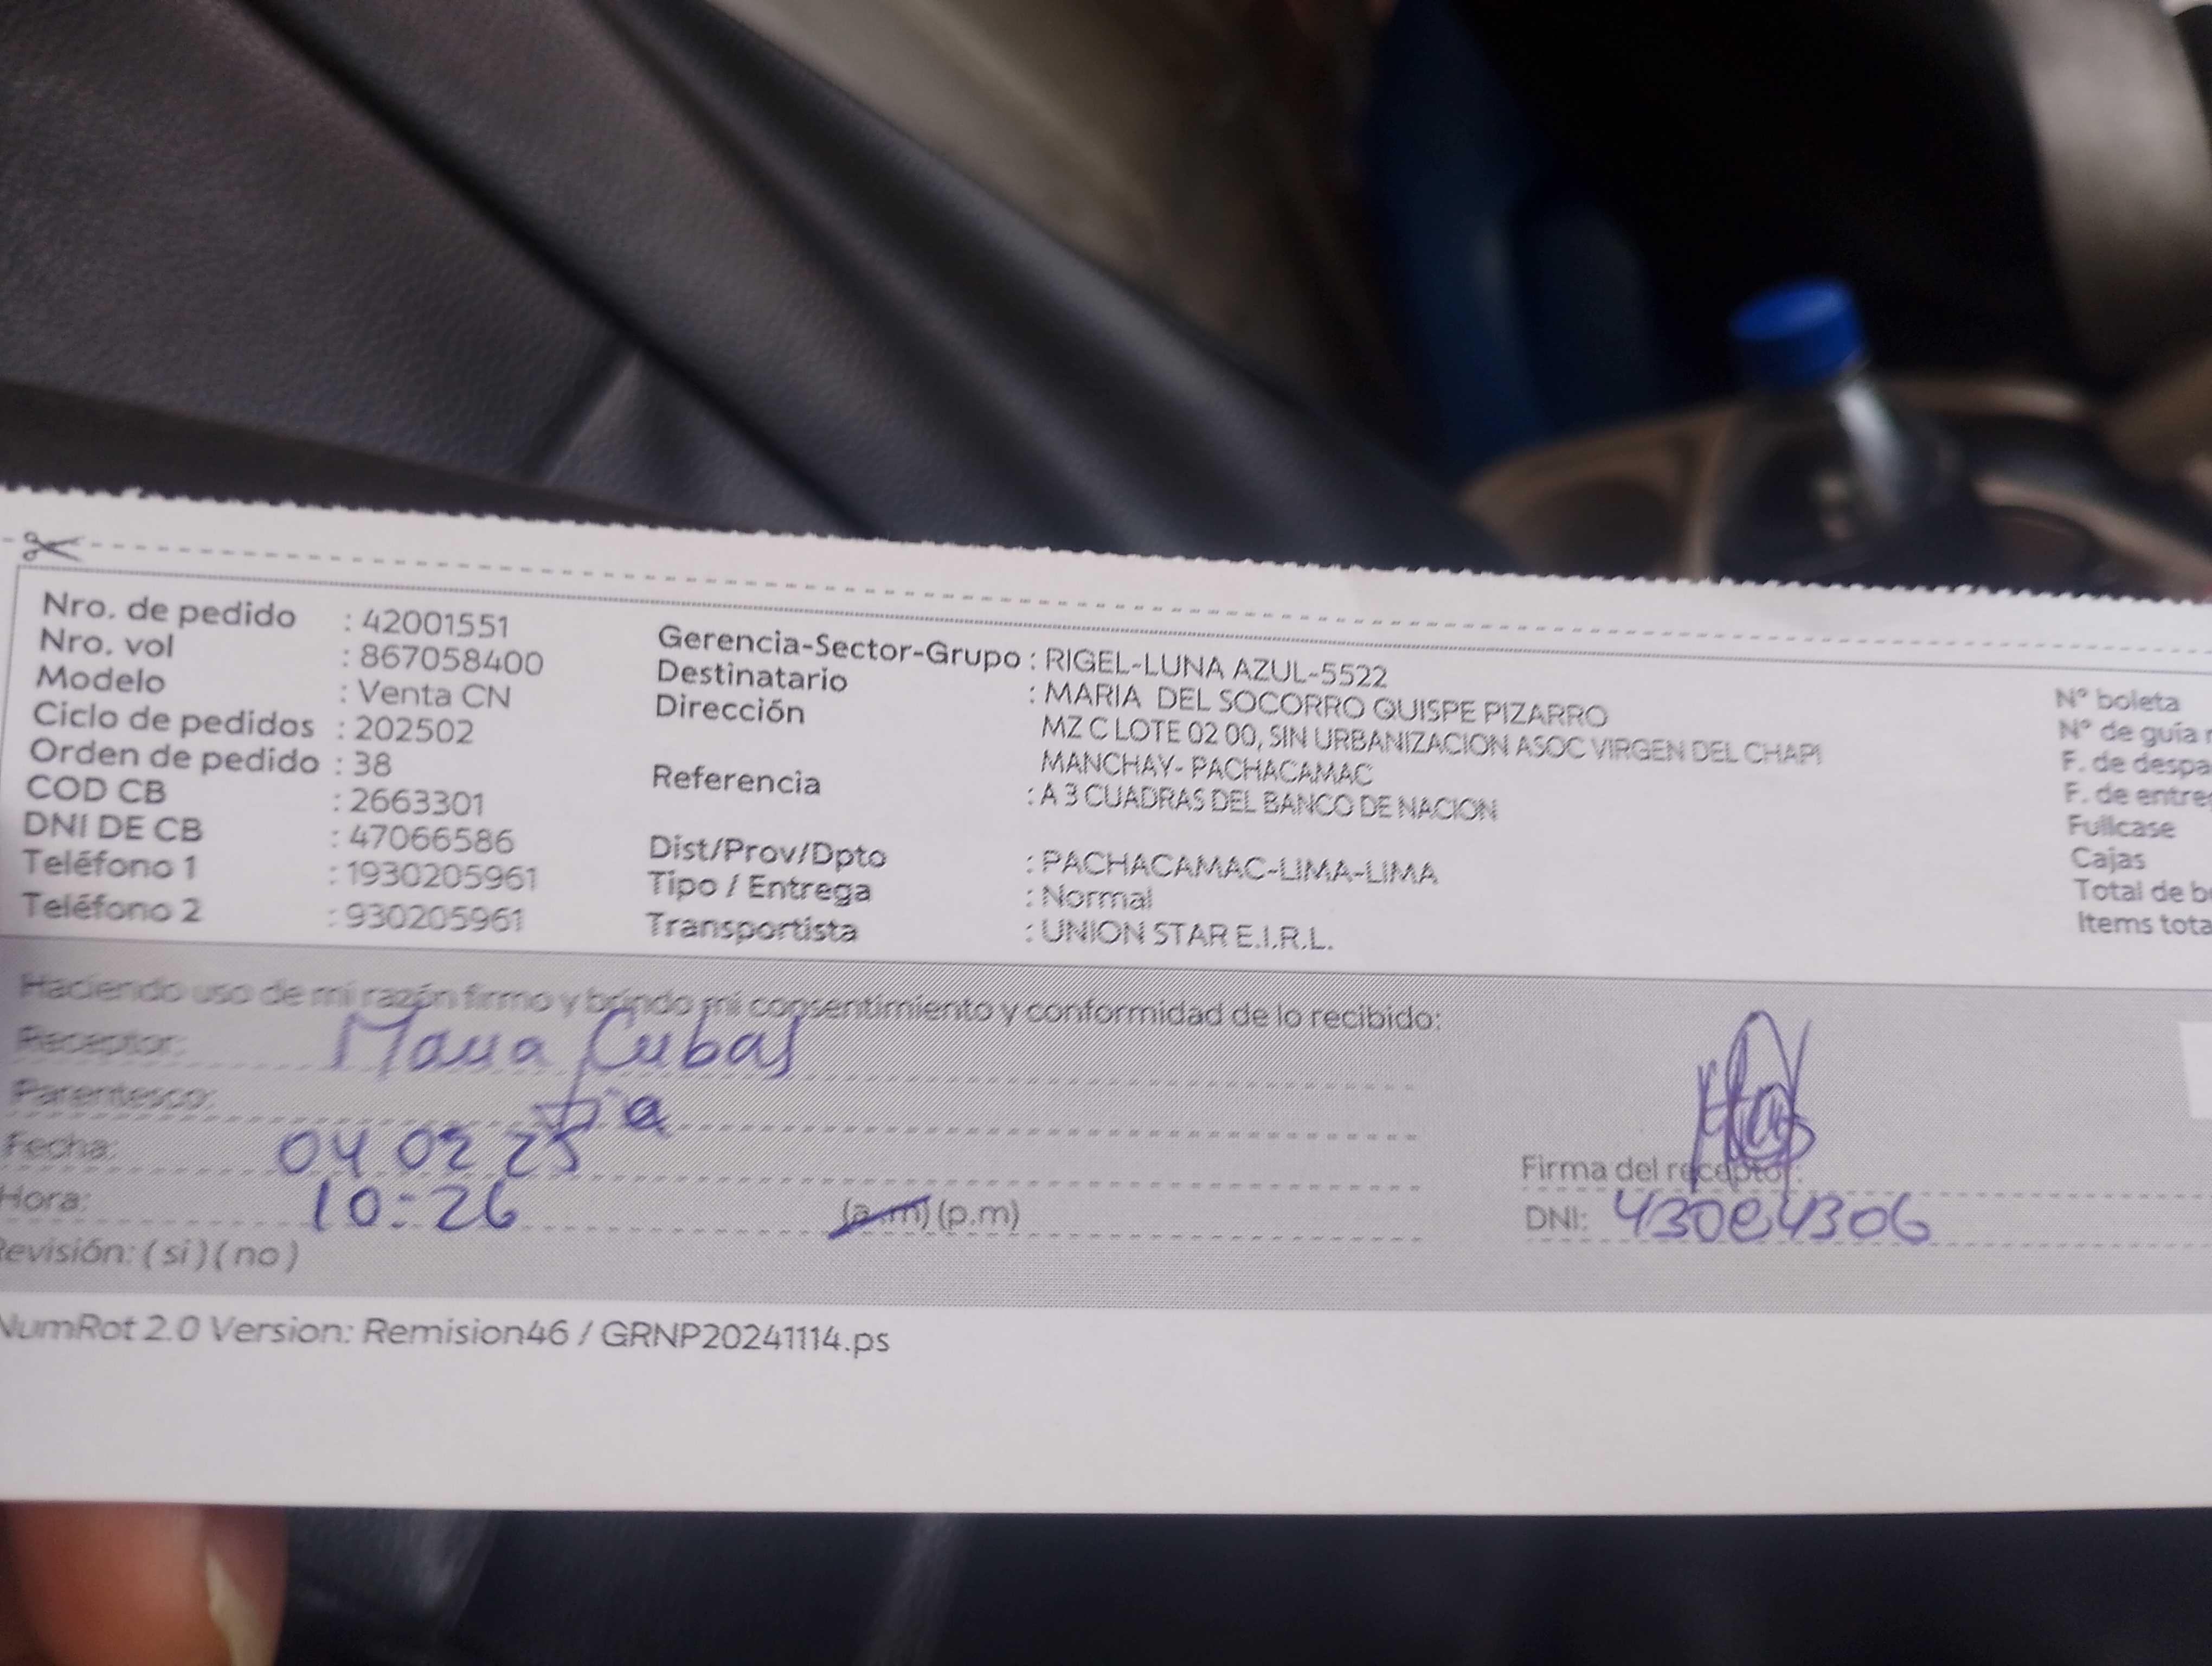 Nro. de pedido : 42001551
Nro. vol : 867058400
Modelo : Venta CN
Ciclo de pedidos : 202502
Orden de pedido : 38
COD CB : 2663301
DNI DE CB : 47066586
Teléfono 1 : 1930205961
Teléfono 2 : 930205961
Gerencia-Sector-Grupo : RIGEL-LUNA AZUL-5522
Destinatario : MARIA DEL SOCORRO QUISPE PIZARRO
Dirección MZ C LOTE 02 00, SIN URBANIZACION ASOC VIRGEN DEL CHAPI
MANCHAY- PACHACAMAC
Referencia : A 3 CUADRAS DEL BANCO DE NACION
Dist/Prov/Dpto : PACHACAMAC-LIMA-LIMA
Tipo / Entrega : Normal
Transportista : UNION STAR E.I.R.L.
N° boleta
N° de guía r
F. de despa
F. de entre
Fullcase
Cajas
Total de b
Items tota
Haciendo uso de mi razón firmo y brindo mi consentimiento y conformidad de lo recibido:
Receptor: Maria Cubas
Parentesco: tia
Fecha: 04 02 25
Hora: 10:26 (a.m) (p.m)
Revisión: ( si ) ( no )
Firma del receptor:
DNI:
NumRot 2.0 Version: Remision46 / GRNP20241114.ps